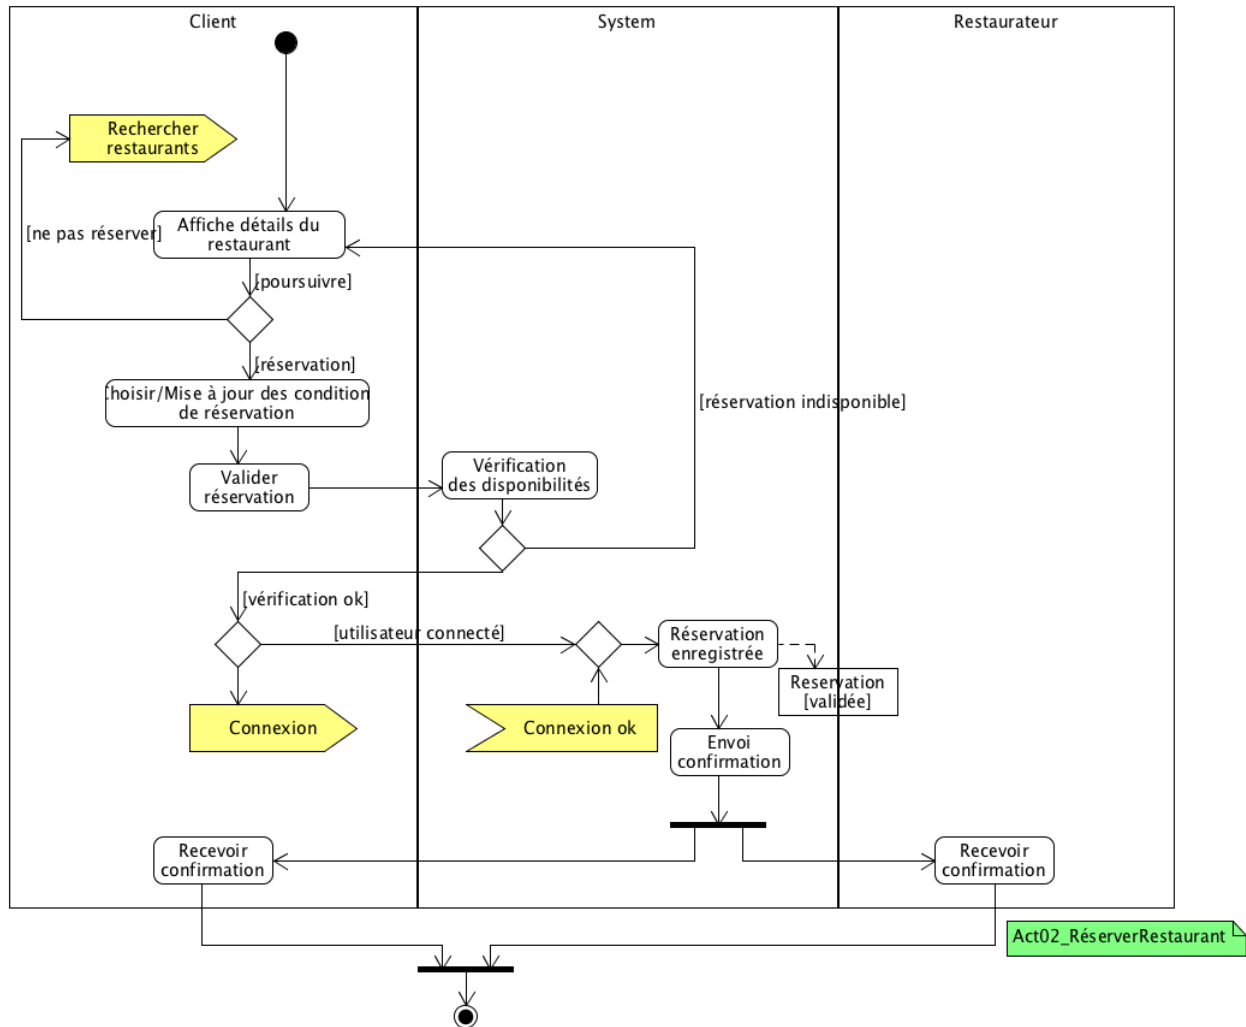 Client
System
Restaurateur
Rechercher
restaurants
Affiche détails du
restaurant
[ne pas réserver]
[poursuivre]
[réservation]
Choisir/Mise à jour des condition
de réservation
[réservation indisponible]
Valider
réservation
Vérification
des disponibilités
[vérification ok]
[utilisateur connecté]
Réservation
enregistrée
Reservation
[validée]
Connexion
Connexion ok
Envoi
confirmation
Recevoir
confirmation
Recevoir
confirmation
Act02_RéserverRestaurant